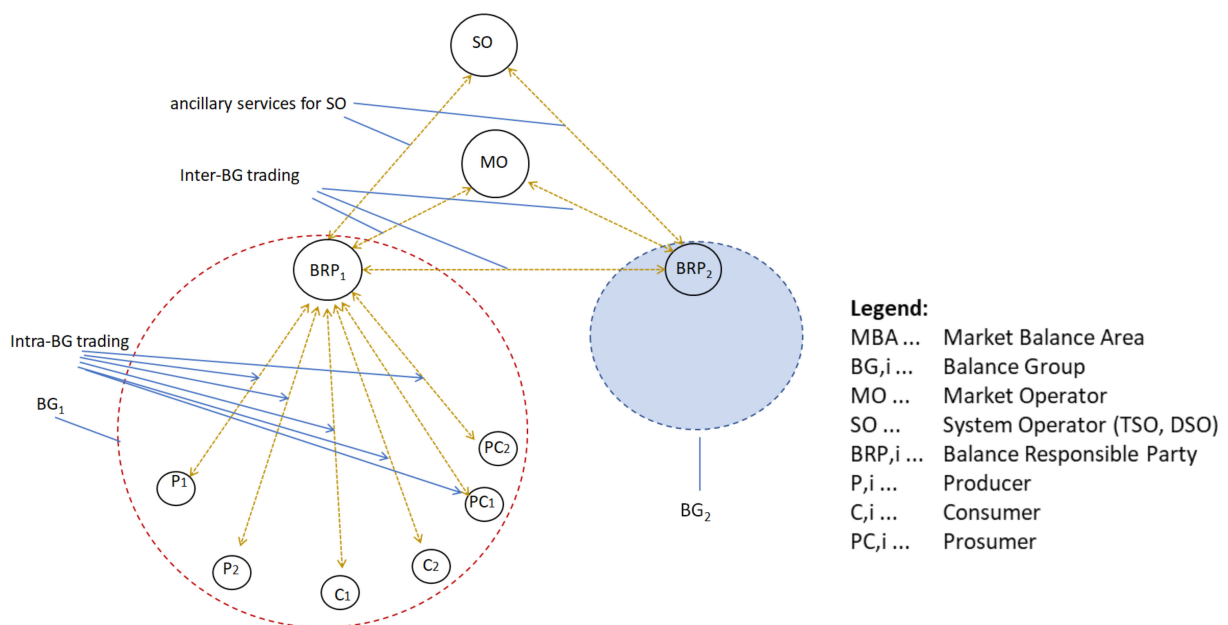 SO
ancillary services for SO
MO
Inter-BG trading
BRP1
BRP2
Intra-BG trading
BG1
PC2
P1
PC1
P2
C2
C1
BG2
Legend:
MBA ... Market Balance Area
BG,i ... Balance Group
MO ... Market Operator
SO ... System Operator (TSO, DSO)
BRP,i ... Balance Responsible Party
P,i ... Producer
C,i ... Consumer
PC,i ... Prosumer